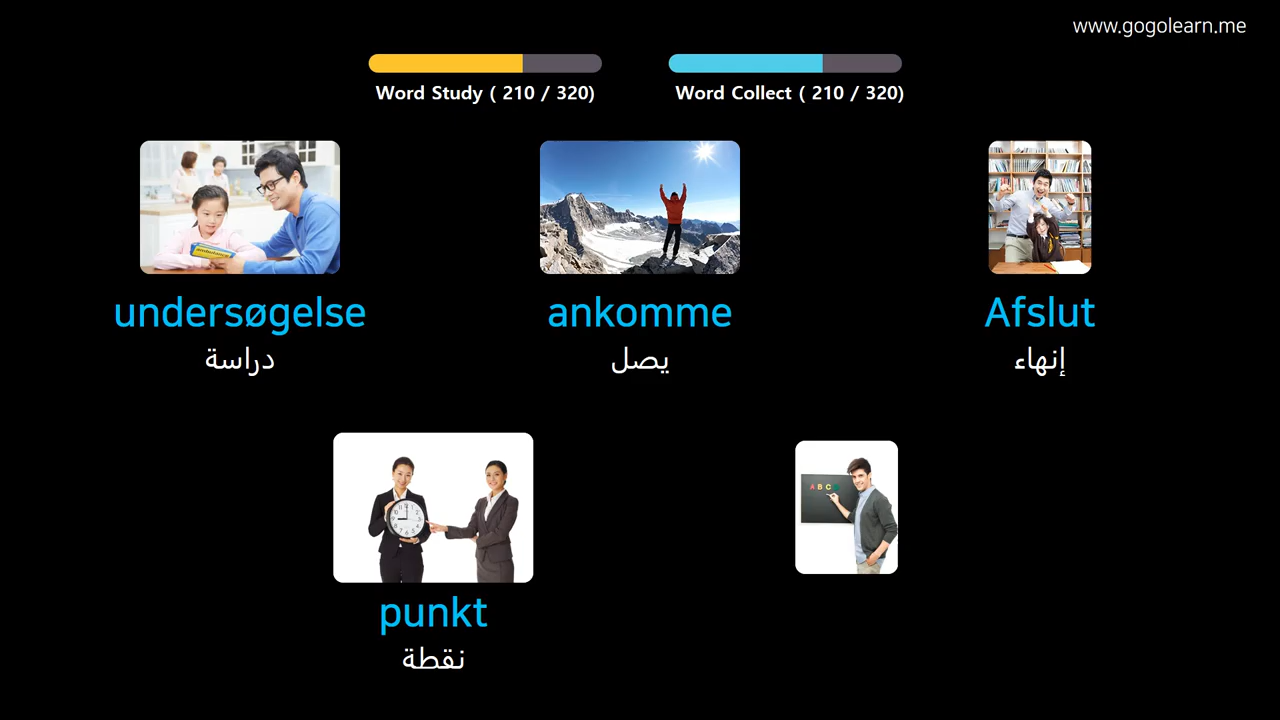 www.gogolearn.me
Word Study ( 210 / 320)
Word Collect ( 210 / 320)
undersøgelse
دراسة
ankomme
يصل
Afslut
إنهاء
punkt
نقطة
A B C